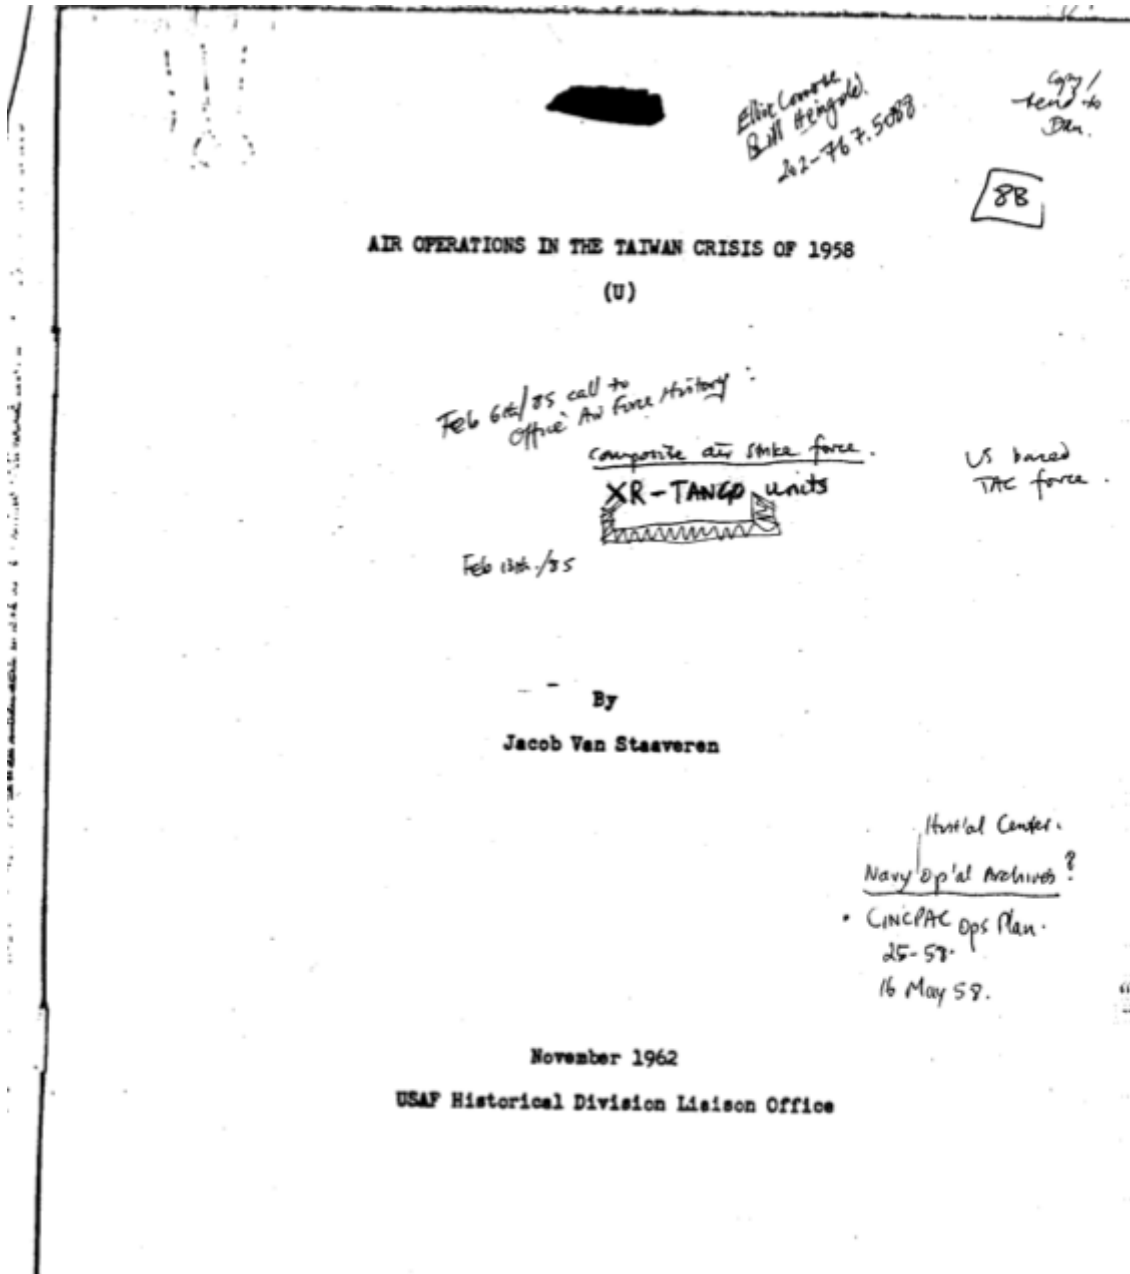 Copy /
send to
Dan.
Bill Heingold.
202-767.5088
8B
AIR OPERATIONS IN THE TAIWAN CRISIS OF 1958
(U)
Feb 6th/85 call to
Office Air Force History :
composite air strike force.
XR-TANGO units
US based
TAC force.
Feb 13th./85
By
Jacob Van Staaveren
Hist'al Center.
Navy Op'al Archives?
• CINCPAC Ops Plan.
25-58.
16 May 58.
November 1962
USAF Historical Division Liaison Office